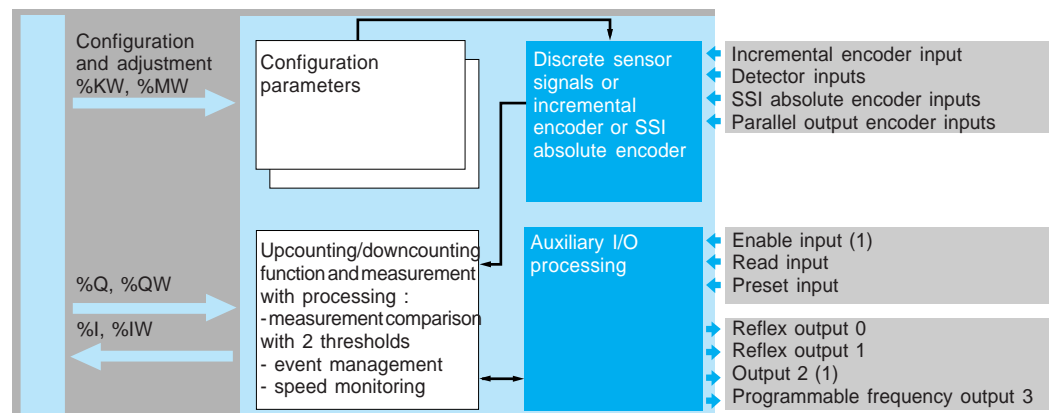 Configuration
and adjustment
%KW, %MW
Configuration
parameters
Discrete sensor
signals or
incremental
encoder or SSI
absolute encoder
Incremental encoder input
Detector inputs
SSI absolute encoder inputs
Parallel output encoder inputs
%Q, %QW
%I, %IW
Upcounting/downcounting
function and measurement
with processing :
- measurement comparison
with 2 thresholds
- event management
- speed monitoring
Auxiliary I/O
processing
Enable input (1)
Read input
Preset input
Reflex output 0
Reflex output 1
Output 2 (1)
Programmable frequency output 3